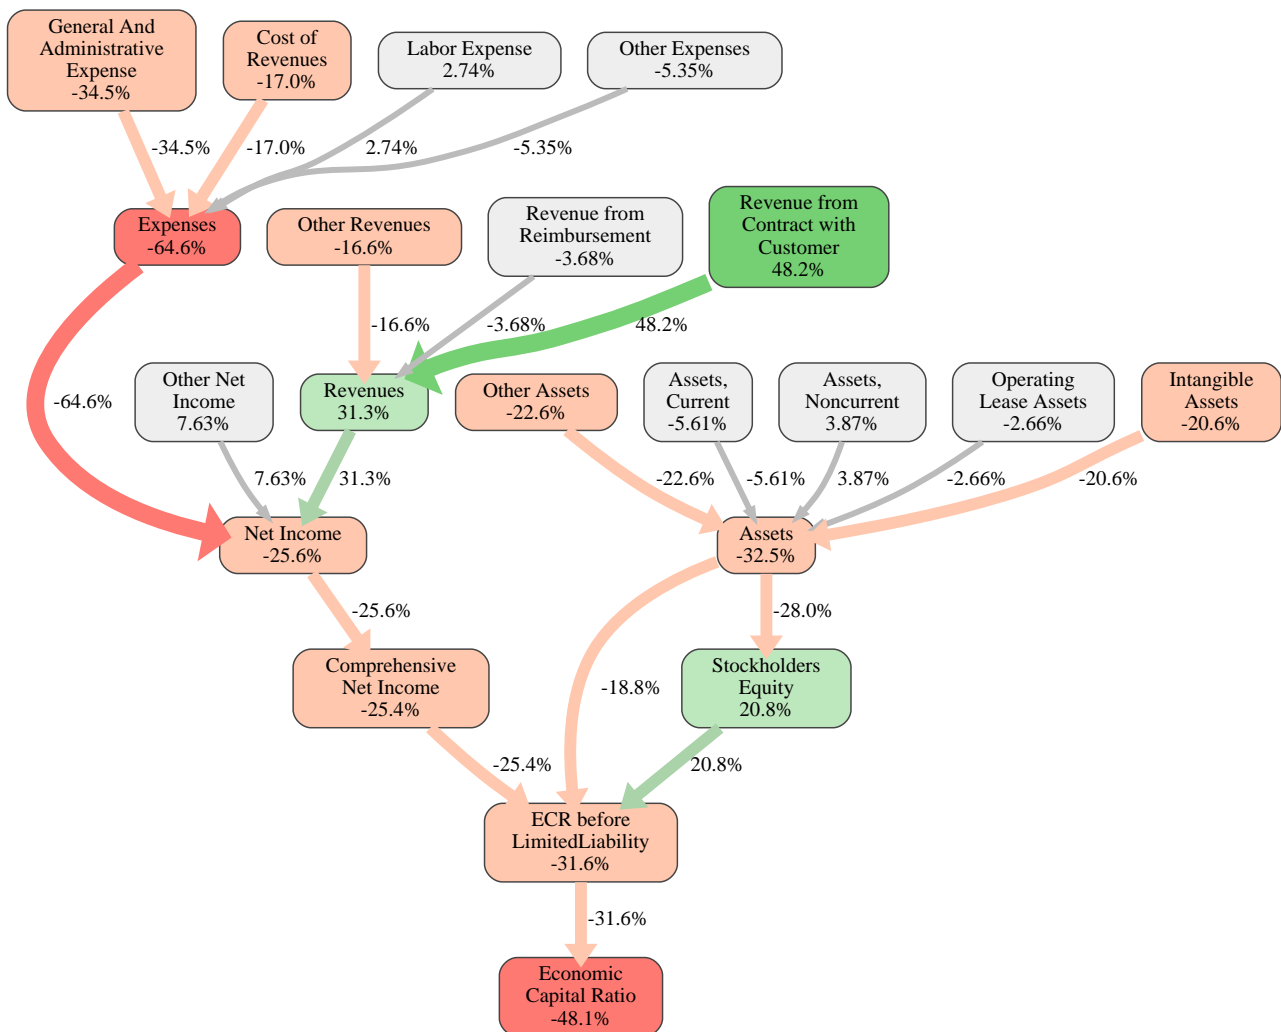 General And
Administrative
Expense
-34.5%
Cost of
Revenues
-17.0%
Labor Expense
2.74%
Other Expenses
-5.35%
-34.5%
-17.0%
2.74%
-5.35%
Expenses
-64.6%
Other Revenues
-16.6%
Revenue from
Reimbursement
-3.68%
Revenue from
Contract with
Customer
48.2%
-16.6%
-3.68%
48.2%
-64.6%
Other Net
Income
7.63%
Revenues
31.3%
Other Assets
-22.6%
Assets,
Current
-5.61%
Assets,
Noncurrent
3.87%
Operating
Lease Assets
-2.66%
Intangible
Assets
-20.6%
7.63%
31.3%
-22.6%
-5.61%
3.87%
-2.66%
-20.6%
Net Income
-25.6%
Assets
-32.5%
-25.6%
-28.0%
Comprehensive
Net Income
-25.4%
-18.8%
Stockholders
Equity
20.8%
-25.4%
20.8%
ECR before
LimitedLiability
-31.6%
-31.6%
Economic
Capital Ratio
-48.1%